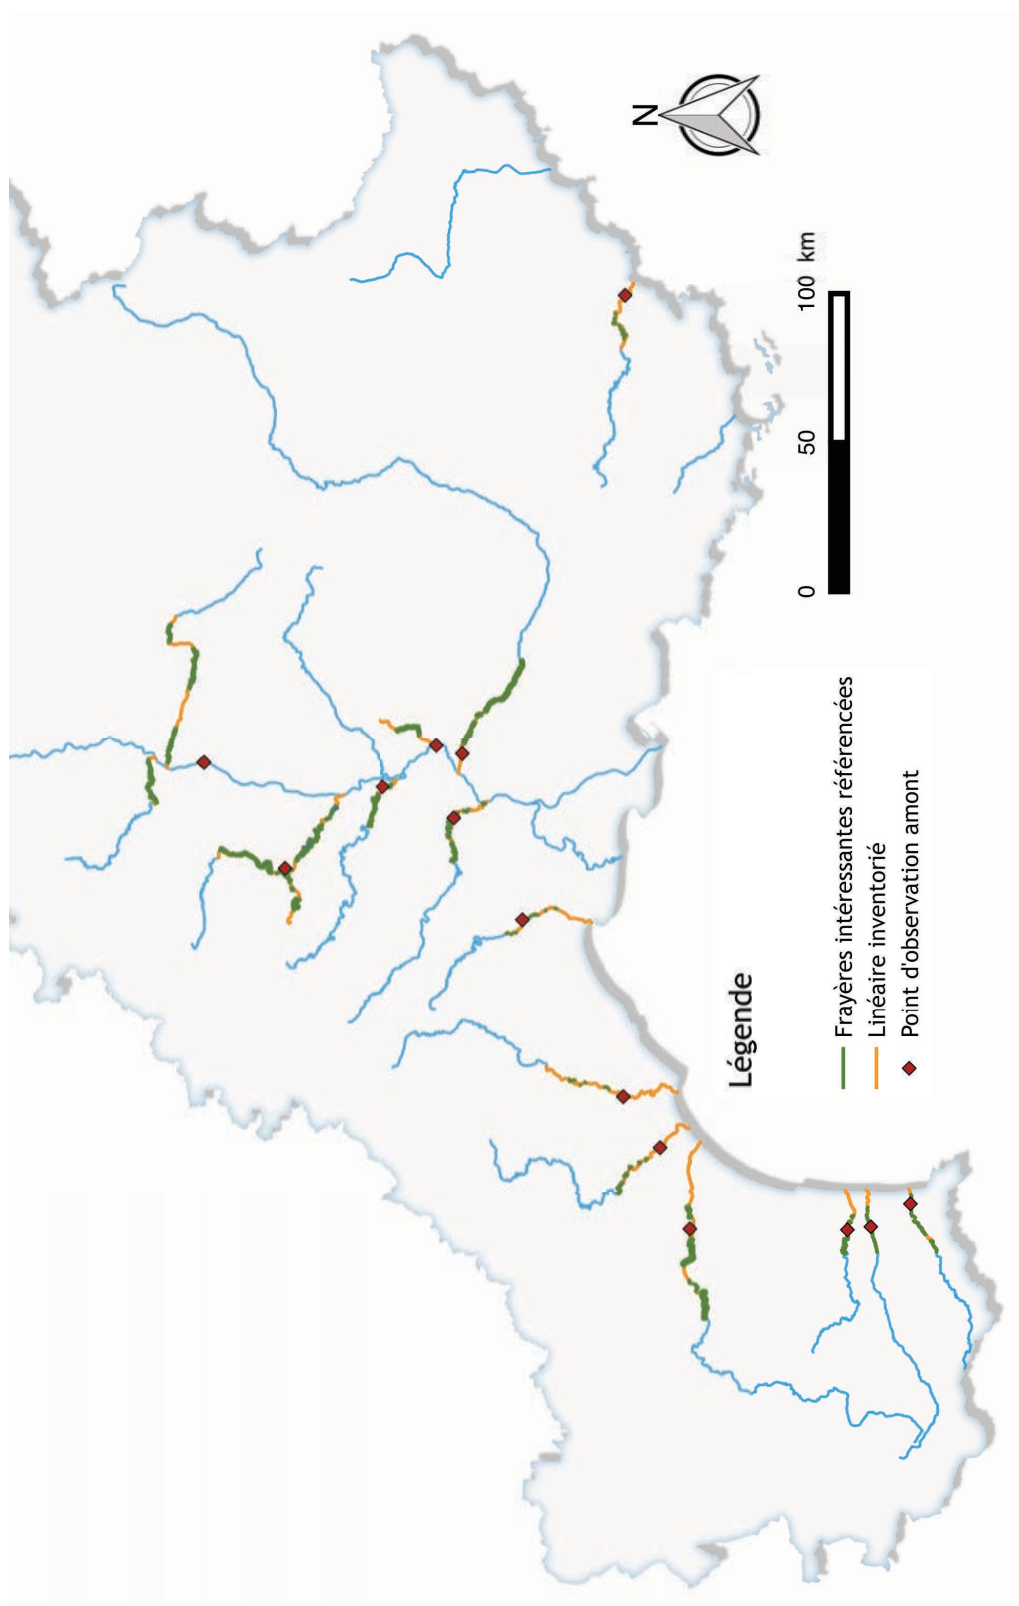 N
0 50 100 km
Légende
Frayères intéressantes référencées
Linéaire inventorié
Point d'observation amont